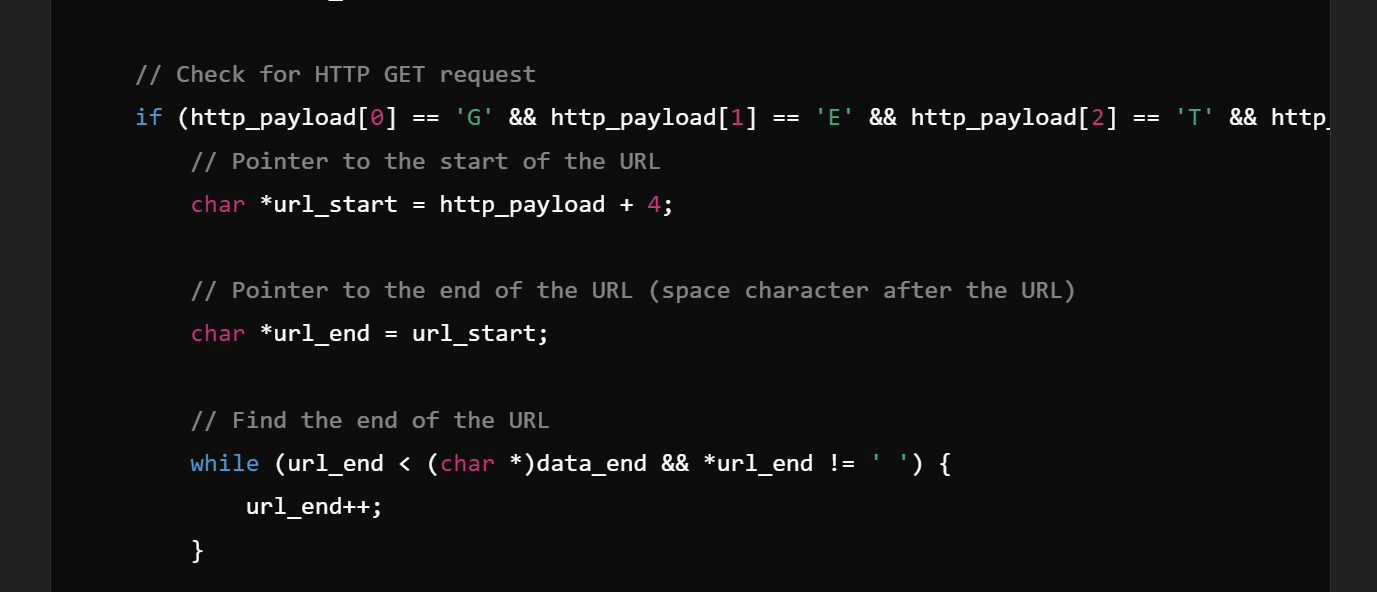 // Check for HTTP GET request
if (http_payload[0] == 'G' && http_payload[1] == 'E' && http_payload[2] == 'T' && http_
// Pointer to the start of the URL
char *url_start = http_payload + 4;
// Pointer to the end of the URL (space character after the URL)
char *url_end = url_start;
// Find the end of the URL
while (url_end < (char *)data_end && *url_end != ' ') {
url_end++;
}